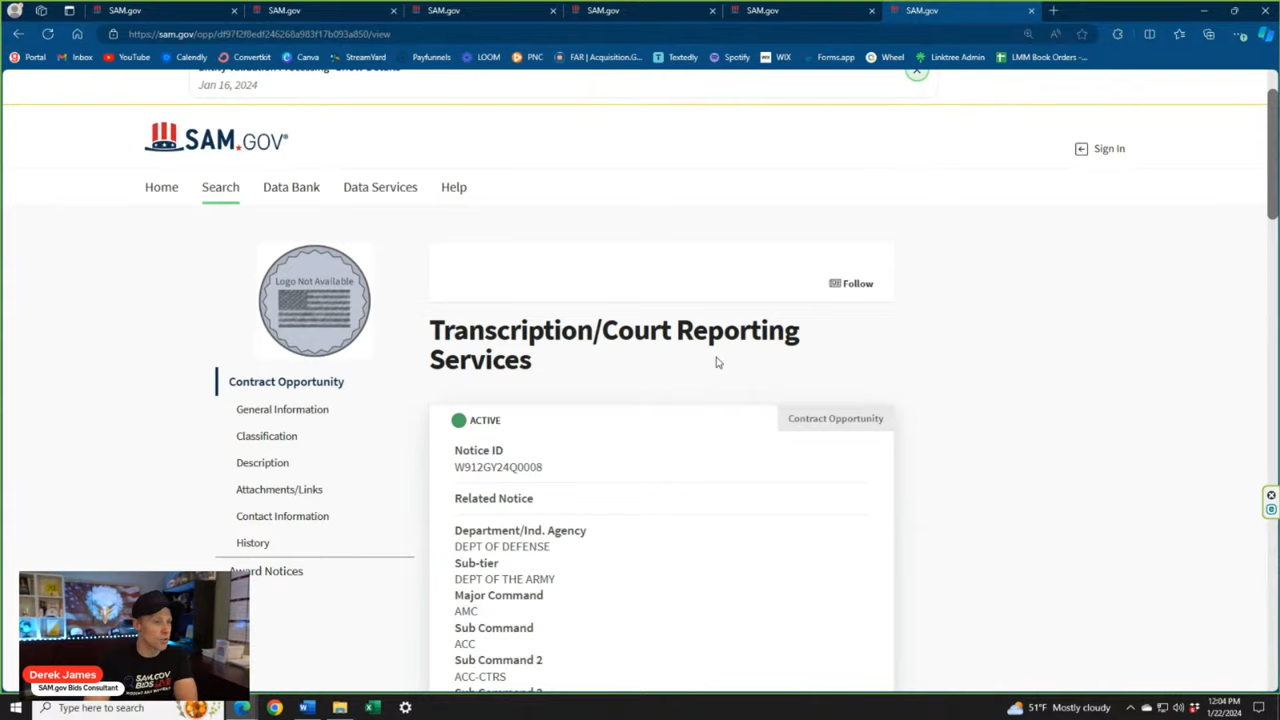 SAM.gov
SAM.gov
SAM.gov
SAM.gov
SAM.gov
SAM.gov
https://sam.gov/opp/df97f2f8edf246268a983f17b093a850/view
Portal
Inbox
YouTube
Calendly
Convertkit
Canva
StreamYard
Payfunnels
LOOM
PNC
FAR | Acquisition.G...
Textedly
Spotify
WIX
Forms.app
Wheel
Linktree Admin
LMM Book Orders -...
Jan 16, 2024
SAM.GOV®
Sign In
Home
Search
Data Bank
Data Services
Help
Logo Not Available
Follow
Transcription/Court Reporting
Services
Contract Opportunity
General Information
Classification
Description
Attachments/Links
Contact Information
History
Award Notices
ACTIVE
Contract Opportunity
Notice ID
W912GY24Q0008
Related Notice
Department/Ind. Agency
DEPT OF DEFENSE
Sub-tier
DEPT OF THE ARMY
Major Command
AMC
Sub Command
ACC
Sub Command 2
ACC-CTRS
Derek James
SAM.gov Bids Consultant
SAM.GOV
BIDS LIVE
Type here to search
51°F Mostly cloudy
12:04 PM
1/22/2024